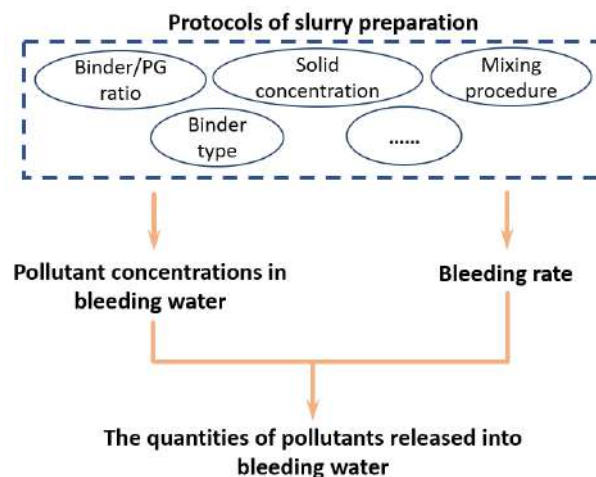 Protocols of slurry preparation
Binder/PG
ratio
Solid
concentration
Mixing
procedure
Binder
type
......
Pollutant concentrations in
bleeding water
Bleeding rate
The quantities of pollutants released into
bleeding water